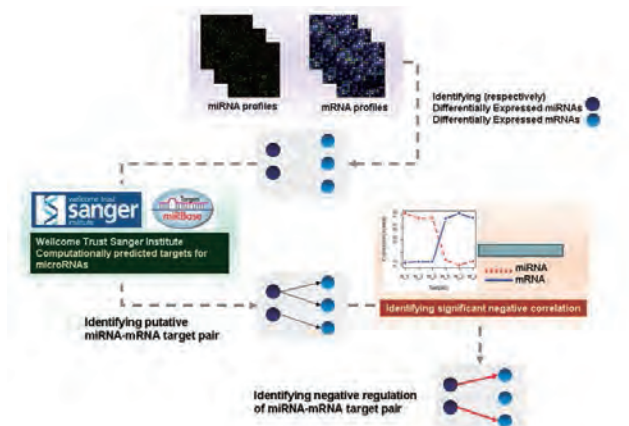 miRNA profiles
mRNA profiles
Identifying (respectively)
Differentially Expressed miRNAs
Differentially Expressed mRNAs
wellcome trust
sanger
institute
Targets
miRBase
Wellcome Trust Sanger Institute
Computationally predicted targets for
microRNAs
miRNA
mRNA
Identifying significant negative correlation
Identifying putative
miRNA-mRNA target pair
Identifying negative regulation
of miRNA-mRNA target pair